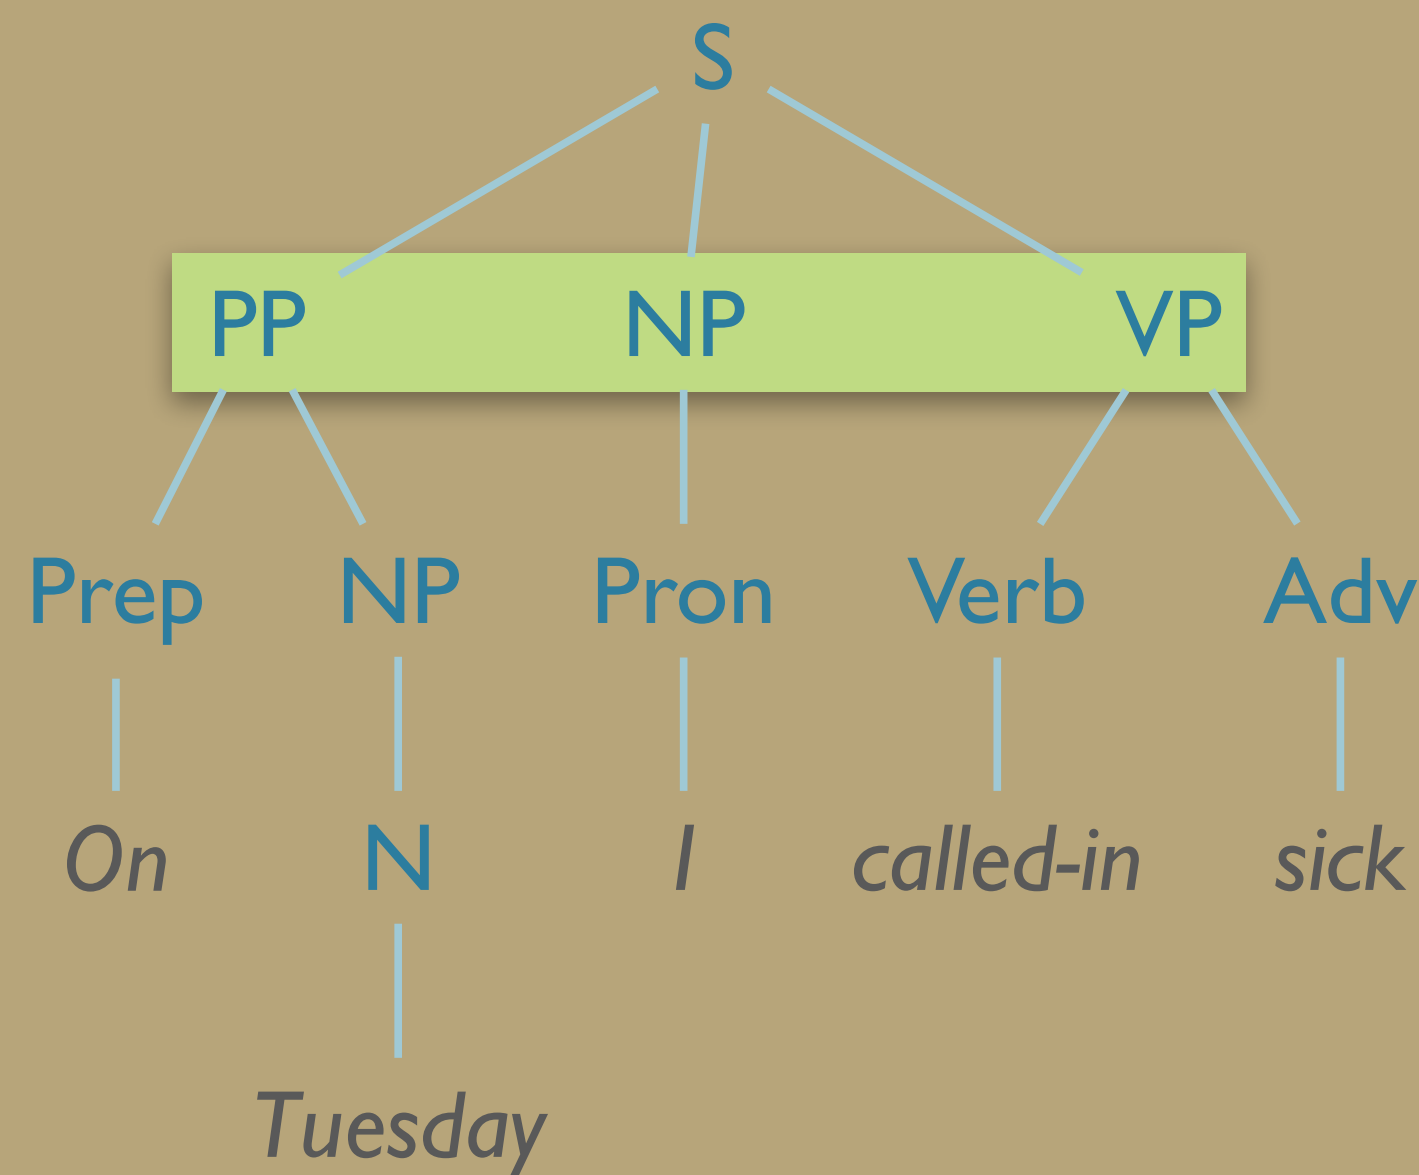 S
PP NP VP
Prep NP Pron Verb Adv
On N I called-in sick
Tuesday